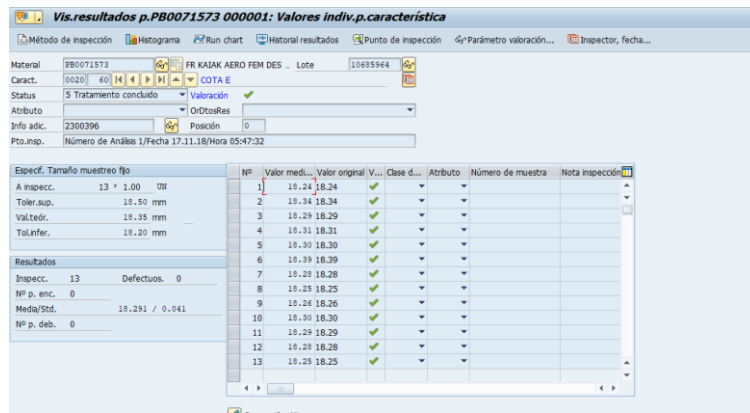 Vis.resultados p.PB0071573 000001: Valores indiv.p.característica
Método de inspección Histograma Run chart Historial resultados Punto de inspección Parámetro valoración... Inspector, fecha...
Material PB0071573 FR KAIAK AERO FEM DES .. Lote 10685964
Caract. 0020 60 COTA E
Status 5 Tratamiento concluido Valoración
Atributo OrDtosRes
Info adic. 2300396 Posición 0
Pto.insp. Número de Análisis 1/Fecha 17.11.18/Hora 05:47:32
Especif. Tamaño muestreo fijo
A inspecc. 13 * 1.00 UN
Toler.sup. 18.50 mm
Val.teór. 18.35 mm
Tol.infer. 18.20 mm
Resultados
Inspecc. 13 Defectuos. 0
Nº p. enc. 0
Media/Std. 18.291 / 0.041
Nº p. deb. 0
Nº Valor medi... Valor original V... Clase d... Atributo Número de muestra Nota inspección
1 18.24 18.24
2 18.34 18.34
3 18.29 18.29
4 18.31 18.31
5 18.30 18.30
6 18.39 18.39
7 18.28 18.28
8 18.25 18.25
9 18.26 18.26
10 18.30 18.30
11 18.29 18.29
12 18.28 18.28
13 18.25 18.25